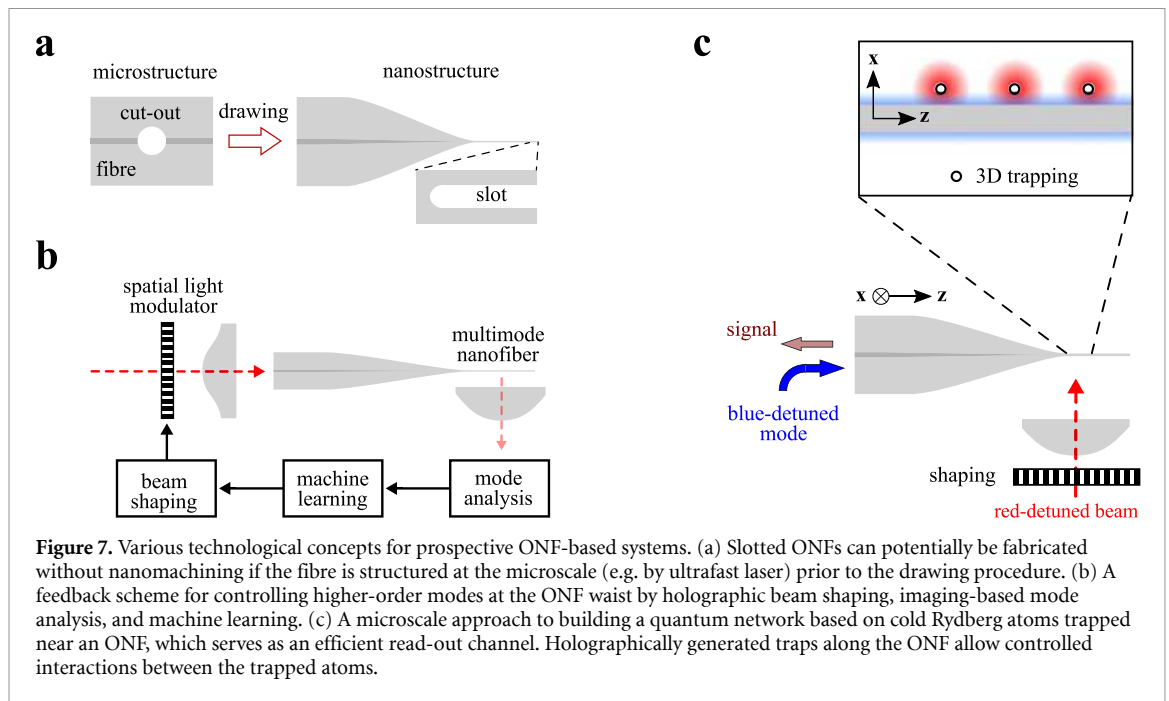 a
microstructure
nanostructure
cut-out
drawing
fibre
slot
b
spatial light
modulator
multimode
nanofiber
beam
shaping
machine
learning
mode
analysis
c
x
z
3D trapping
x
z
signal
blue-detuned
mode
shaping
red-detuned beam
Figure 7. Various technological concepts for prospective ONF-based systems. (a) Slotted ONFs can potentially be fabricated
without nanomachining if the fibre is structured at the microscale (e.g. by ultrafast laser) prior to the drawing procedure. (b) A
feedback scheme for controlling higher-order modes at the ONF waist by holographic beam shaping, imaging-based mode
analysis, and machine learning. (c) A microscale approach to building a quantum network based on cold Rydberg atoms trapped
near an ONF, which serves as an efficient read-out channel. Holographically generated traps along the ONF allow controlled
interactions between the trapped atoms.